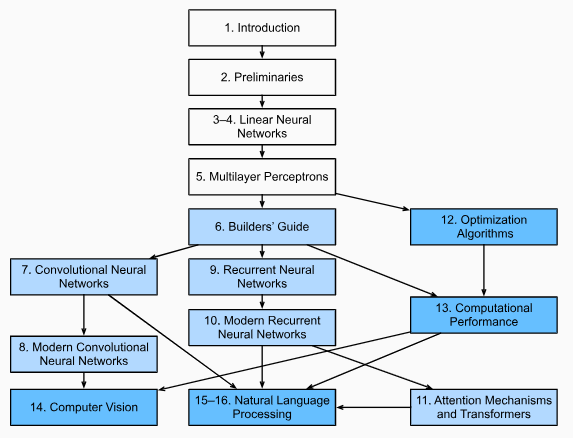 1. Introduction
2. Preliminaries
3–4. Linear Neural
Networks
5. Multilayer Perceptrons
6. Builders’ Guide
12. Optimization
Algorithms
7. Convolutional Neural
Networks
9. Recurrent Neural
Networks
13. Computational
Performance
10. Modern Recurrent
Neural Networks
8. Modern Convolutional
Neural Networks
14. Computer Vision
15–16. Natural Language
Processing
11. Attention Mechanisms
and Transformers